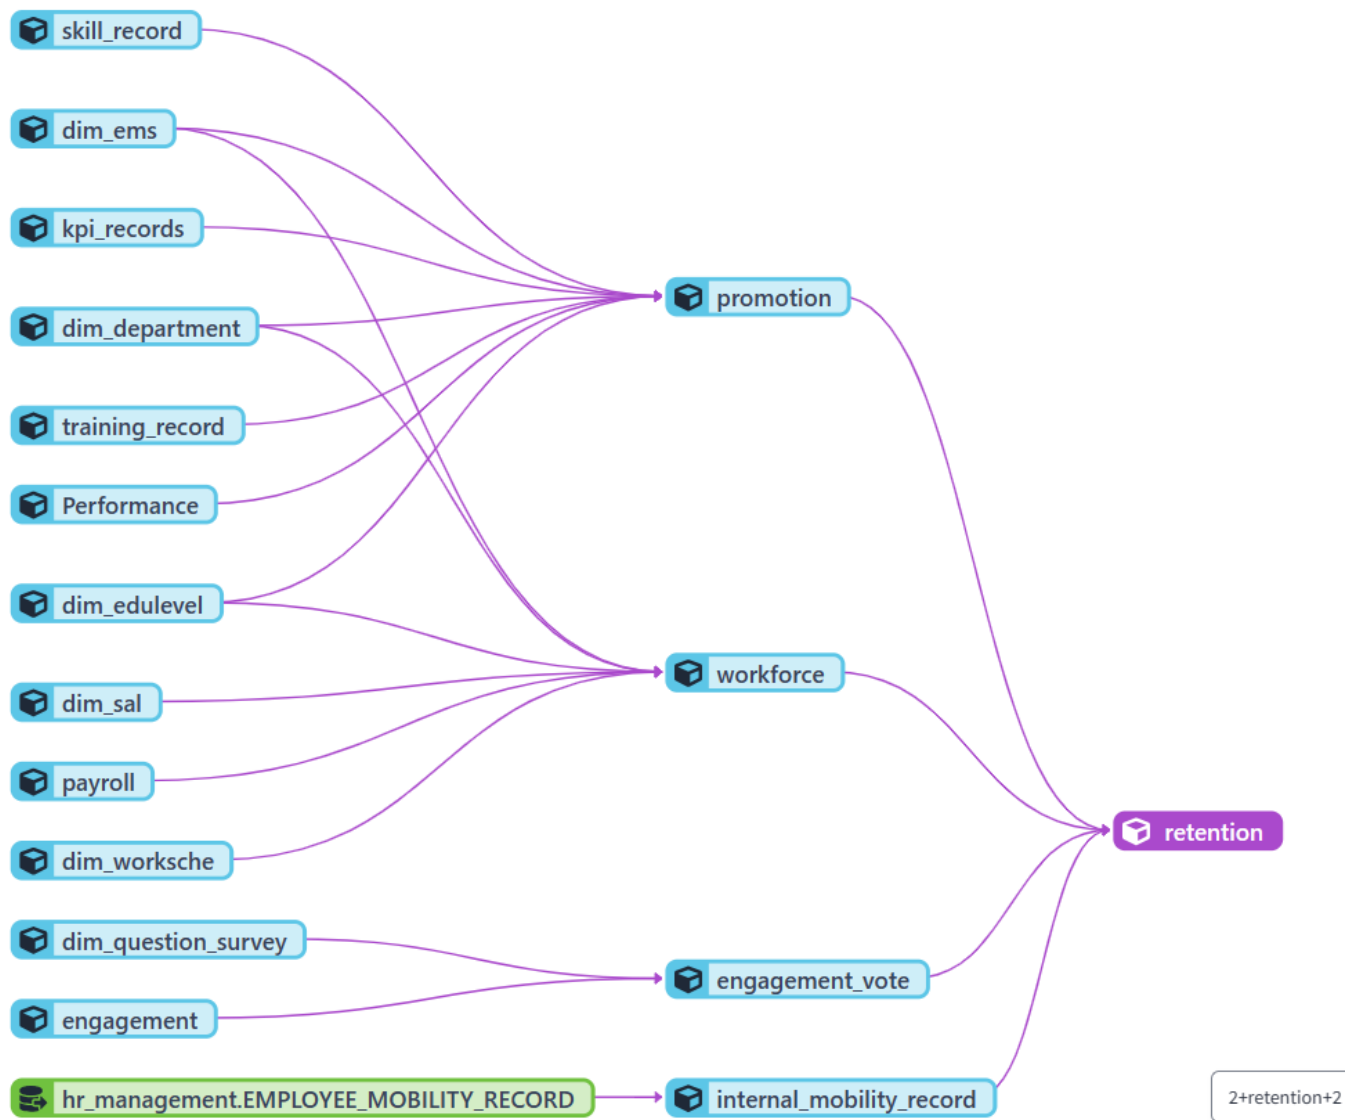 skill_record
dim_ems
kpi_records
dim_department
training_record
Performance
dim_edulevel
dim_sal
payroll
dim_worksche
dim_question_survey
engagement
hr_management.EMPLOYEE_MOBILITY_RECORD
promotion
workforce
engagement_vote
internal_mobility_record
retention
2+retention+2